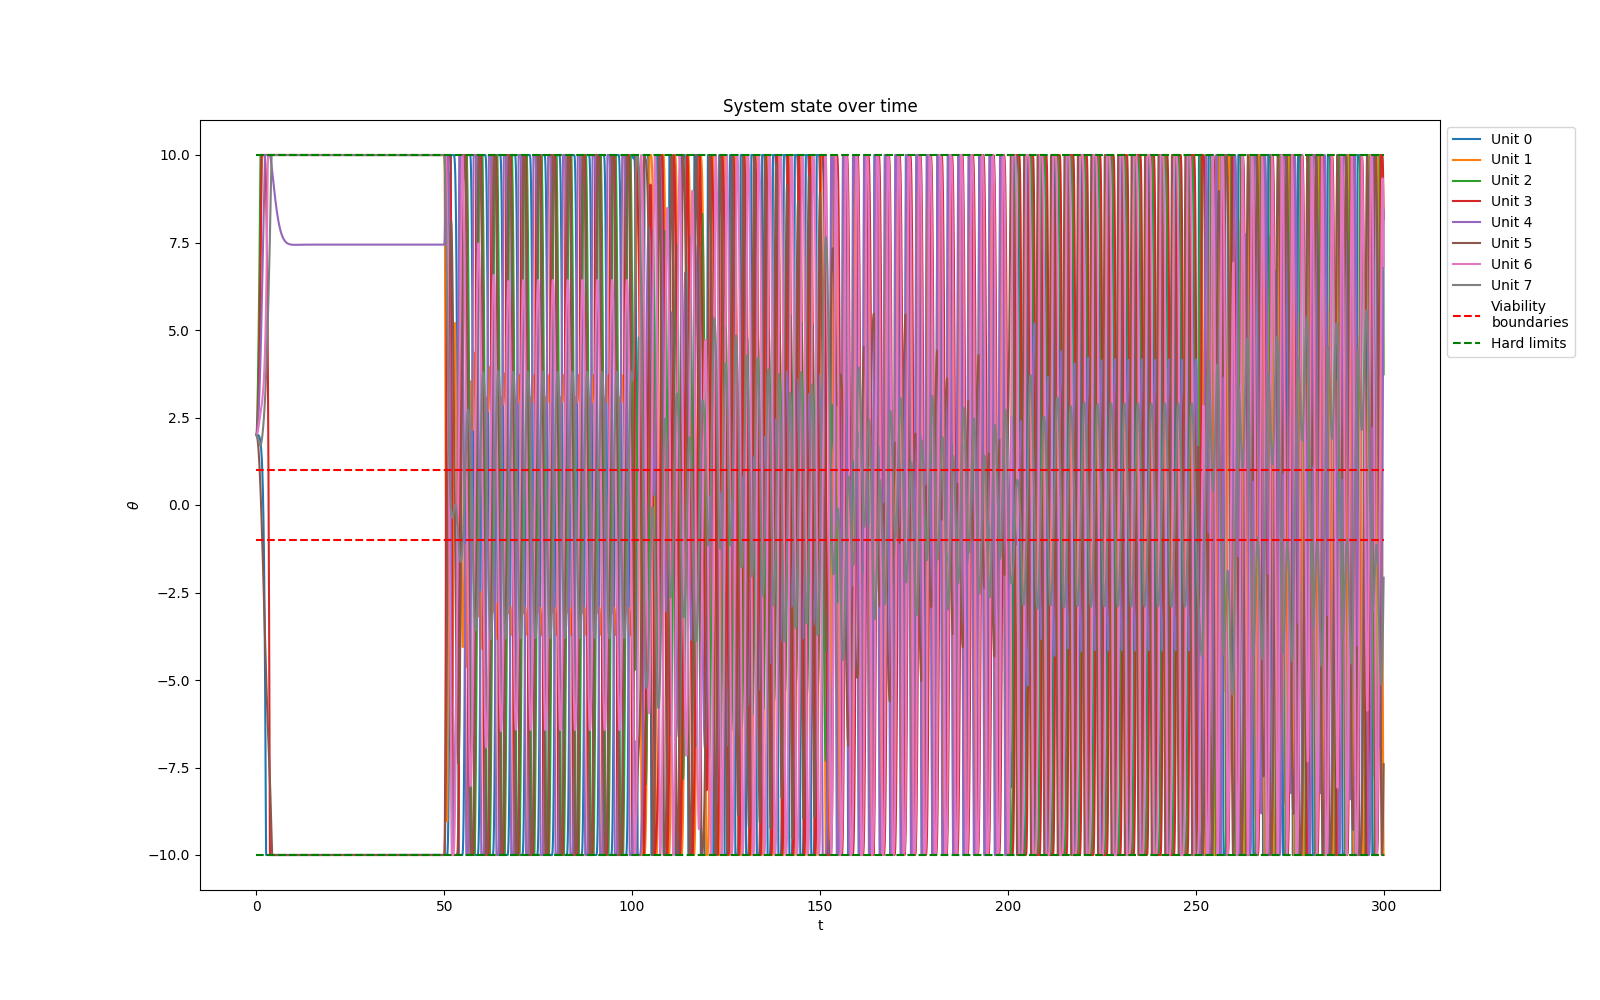 System state over time
10.0
7.5
5.0
2.5
0.0
−2.5
−5.0
−7.5
−10.0
θ
0
50
100
150
200
250
300
t
Unit 0
Unit 1
Unit 2
Unit 3
Unit 4
Unit 5
Unit 6
Unit 7
Viability
boundaries
Hard limits